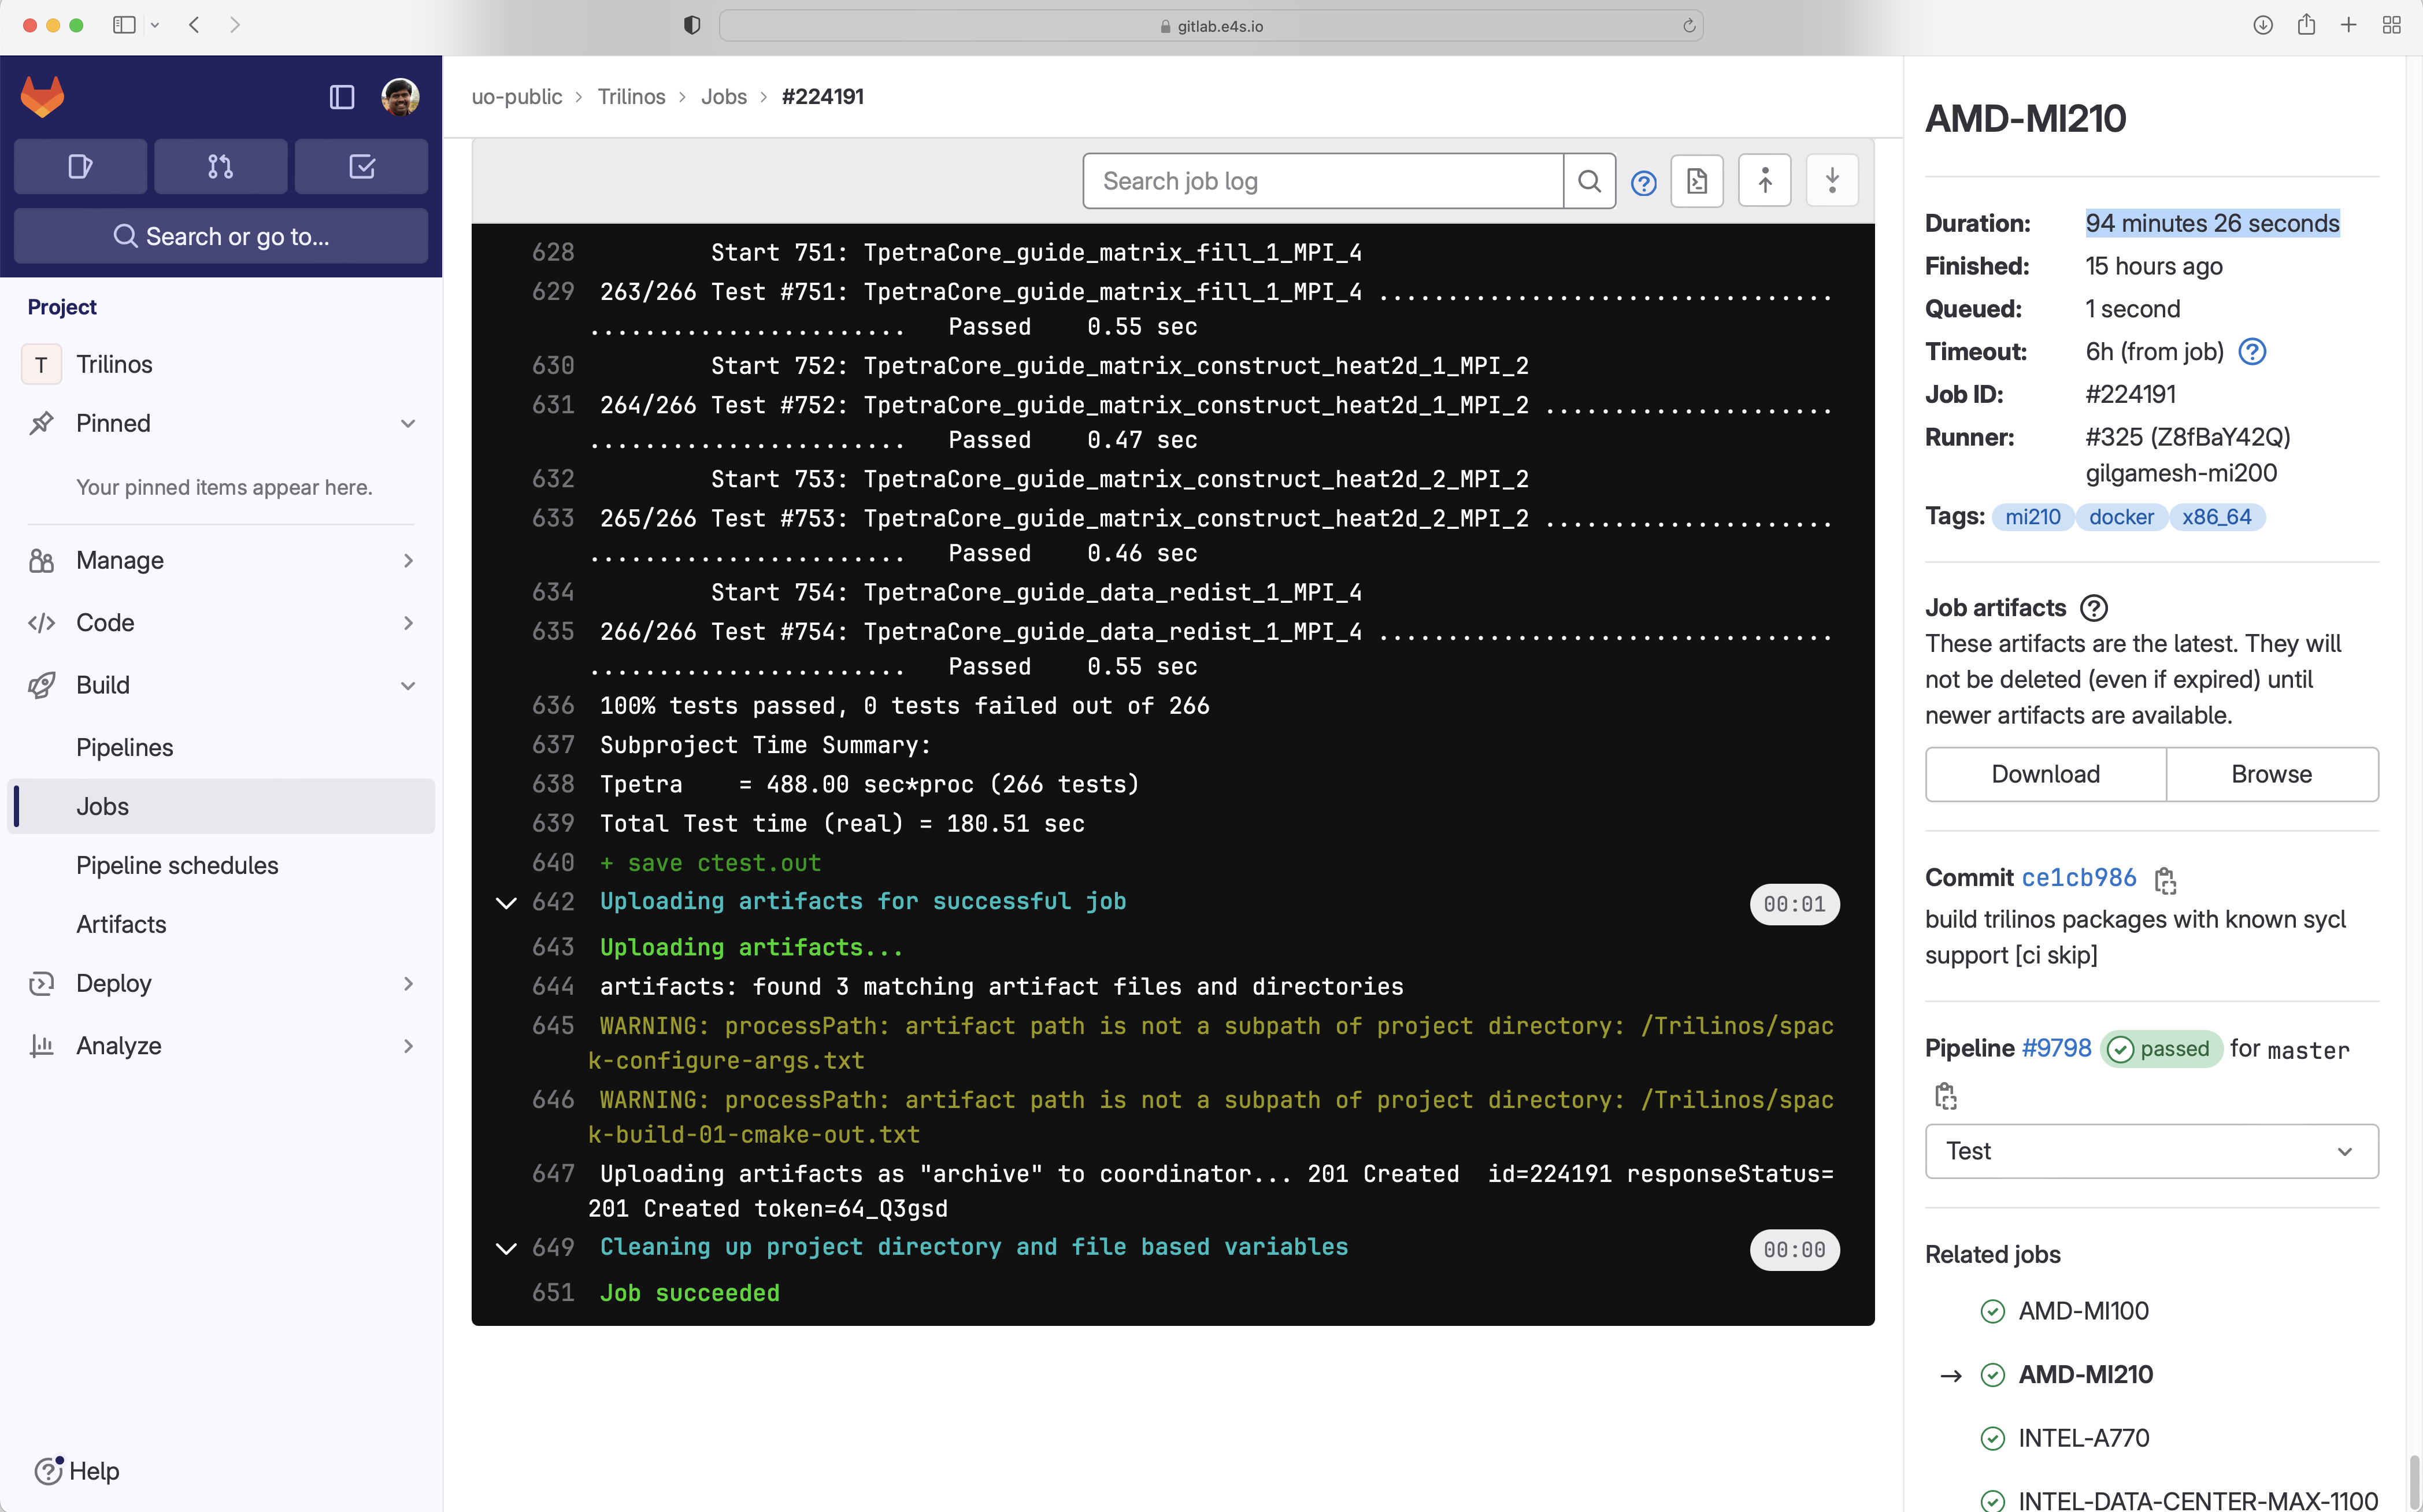 gitlab.e4s.io
Search or go to...
Project
T Trilinos
Pinned
Your pinned items appear here.
Manage
Code
Build
Pipelines
Jobs
Pipeline schedules
Artifacts
Deploy
Analyze
Help
uo-public > Trilinos > Jobs > #224191
Search job log
628 Start 751: TpetraCore_guide_matrix_fill_1_MPI_4
629 263/266 Test #751: TpetraCore_guide_matrix_fill_1_MPI_4 .................................
....................... Passed 0.55 sec
630 Start 752: TpetraCore_guide_matrix_construct_heat2d_1_MPI_2
631 264/266 Test #752: TpetraCore_guide_matrix_construct_heat2d_1_MPI_2 .....................
....................... Passed 0.47 sec
632 Start 753: TpetraCore_guide_matrix_construct_heat2d_2_MPI_2
633 265/266 Test #753: TpetraCore_guide_matrix_construct_heat2d_2_MPI_2 .....................
....................... Passed 0.46 sec
634 Start 754: TpetraCore_guide_data_redist_1_MPI_4
635 266/266 Test #754: TpetraCore_guide_data_redist_1_MPI_4 .................................
....................... Passed 0.55 sec
636 100% tests passed, 0 tests failed out of 266
637 Subproject Time Summary:
638 Tpetra = 488.00 sec*proc (266 tests)
639 Total Test time (real) = 180.51 sec
640 + save ctest.out
642 Uploading artifacts for successful job 00:01
643 Uploading artifacts...
644 artifacts: found 3 matching artifact files and directories
645 WARNING: processPath: artifact path is not a subpath of project directory: /Trilinos/spac
k-configure-args.txt
646 WARNING: processPath: artifact path is not a subpath of project directory: /Trilinos/spac
k-build-01-cmake-out.txt
647 Uploading artifacts as "archive" to coordinator... 201 Created id=224191 responseStatus=
201 Created token=64_Q3gsd
649 Cleaning up project directory and file based variables 00:00
651 Job succeeded
AMD-MI210
Duration: 94 minutes 26 seconds
Finished: 15 hours ago
Queued: 1 second
Timeout: 6h (from job)
Job ID: #224191
Runner: #325 (Z8fBaY42Q)
gilgamesh-mi200
Tags: mi210 docker x86_64
Job artifacts
These artifacts are the latest. They will
not be deleted (even if expired) until
newer artifacts are available.
Download Browse
Commit ce1cb986
build trilinos packages with known sycl
support [ci skip]
Pipeline #9798 passed for master
Test
Related jobs
AMD-MI100
→ AMD-MI210
INTEL-A770
INTEL-DATA-CENTER-MAX-1100